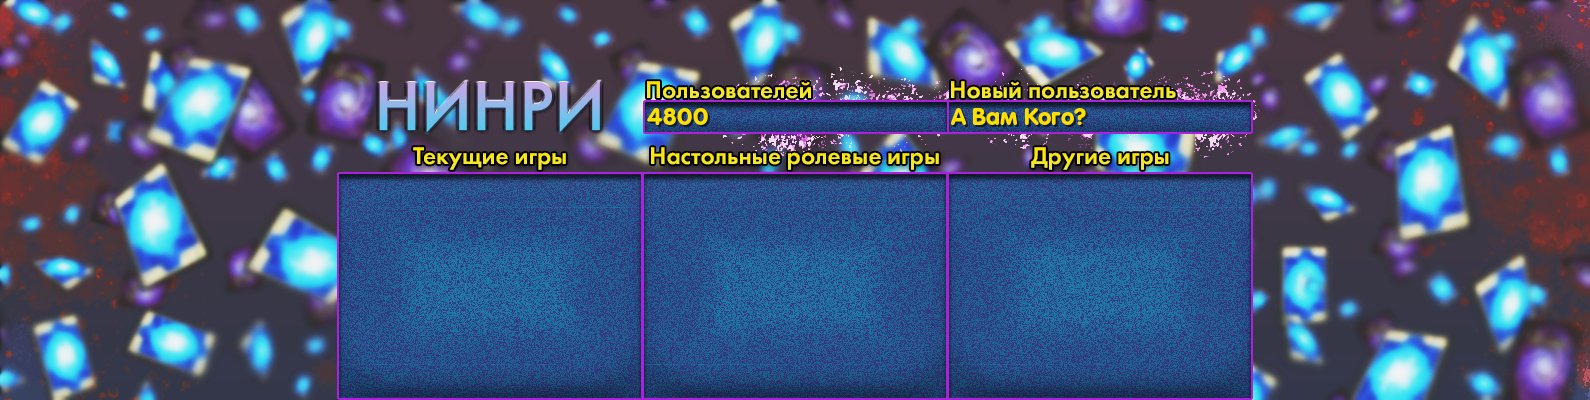 НИНРИ
Пользователей
4800
Новый пользователь
А Вам Кого?
Текущие игры
Настольные ролевые игры
Другие игры